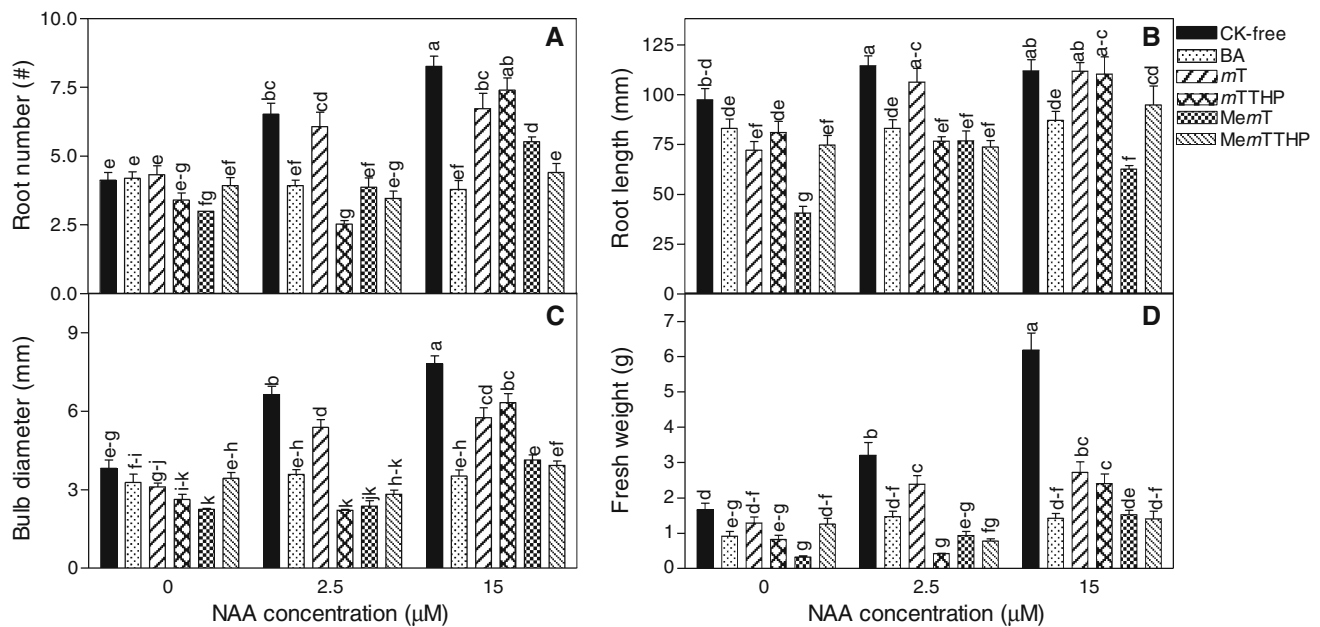 10.0
7.5
5.0
2.5
0.0
Root number (#)
A
e e e e-g fg ef
bc ef cd g ef e-g
a ef bc ab d e
125
100
75
50
25
0
Root length (mm)
B
b-d de ef de g ef
a de a-c ef ef ef
ab de ab a-c f cd
CK-free
BA
mT
mTTHP
MemT
MemTTHP
9
6
3
0
Bulb diameter (mm)
C
e-g f-i g-j i-k k e-h
b e-h d k jk h-k
a e-h cd bc e ef
0 2.5 15
NAA concentration (µM)
7
6
5
4
3
2
1
0
Fresh weight (g)
D
d e-g d-f e-g g d-f
b d-f c g e-g fg
a d-f bc c de d-f
0 2.5 15
NAA concentration (µM)